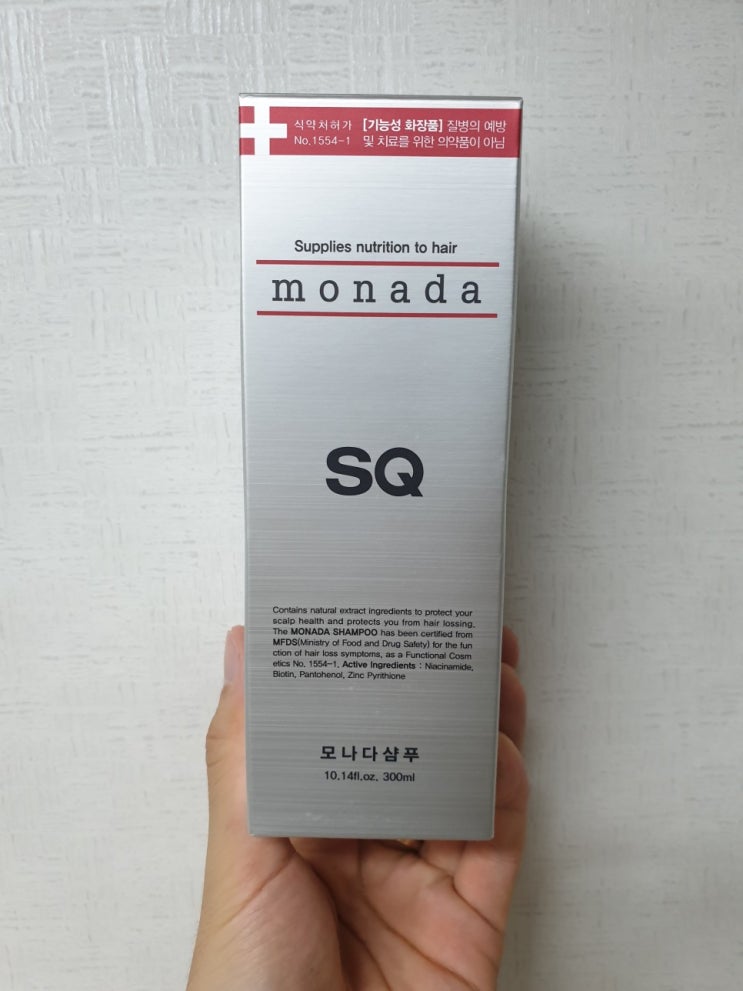 식약처허가 [기능성 화장품] 질병의 예방
No.1554-1 및 치료를 위한 의약품이 아님
Supplies nutrition to hair
monada
SQ
Contains natural extract ingredients to protect your
scalp health and protects you from hair lossing.
The MONADA SHAMPOO has been certified from
MFDS(Ministry of Food and Drug Safety) for the fun
ction of hair loss symptoms, as a Functional Cosm
etics No. 1554-1. Active Ingredients : Niacinamide,
Biotin, Pantohenol, Zinc Pyrithione
모나다샴푸
10.14fl.oz. 300ml